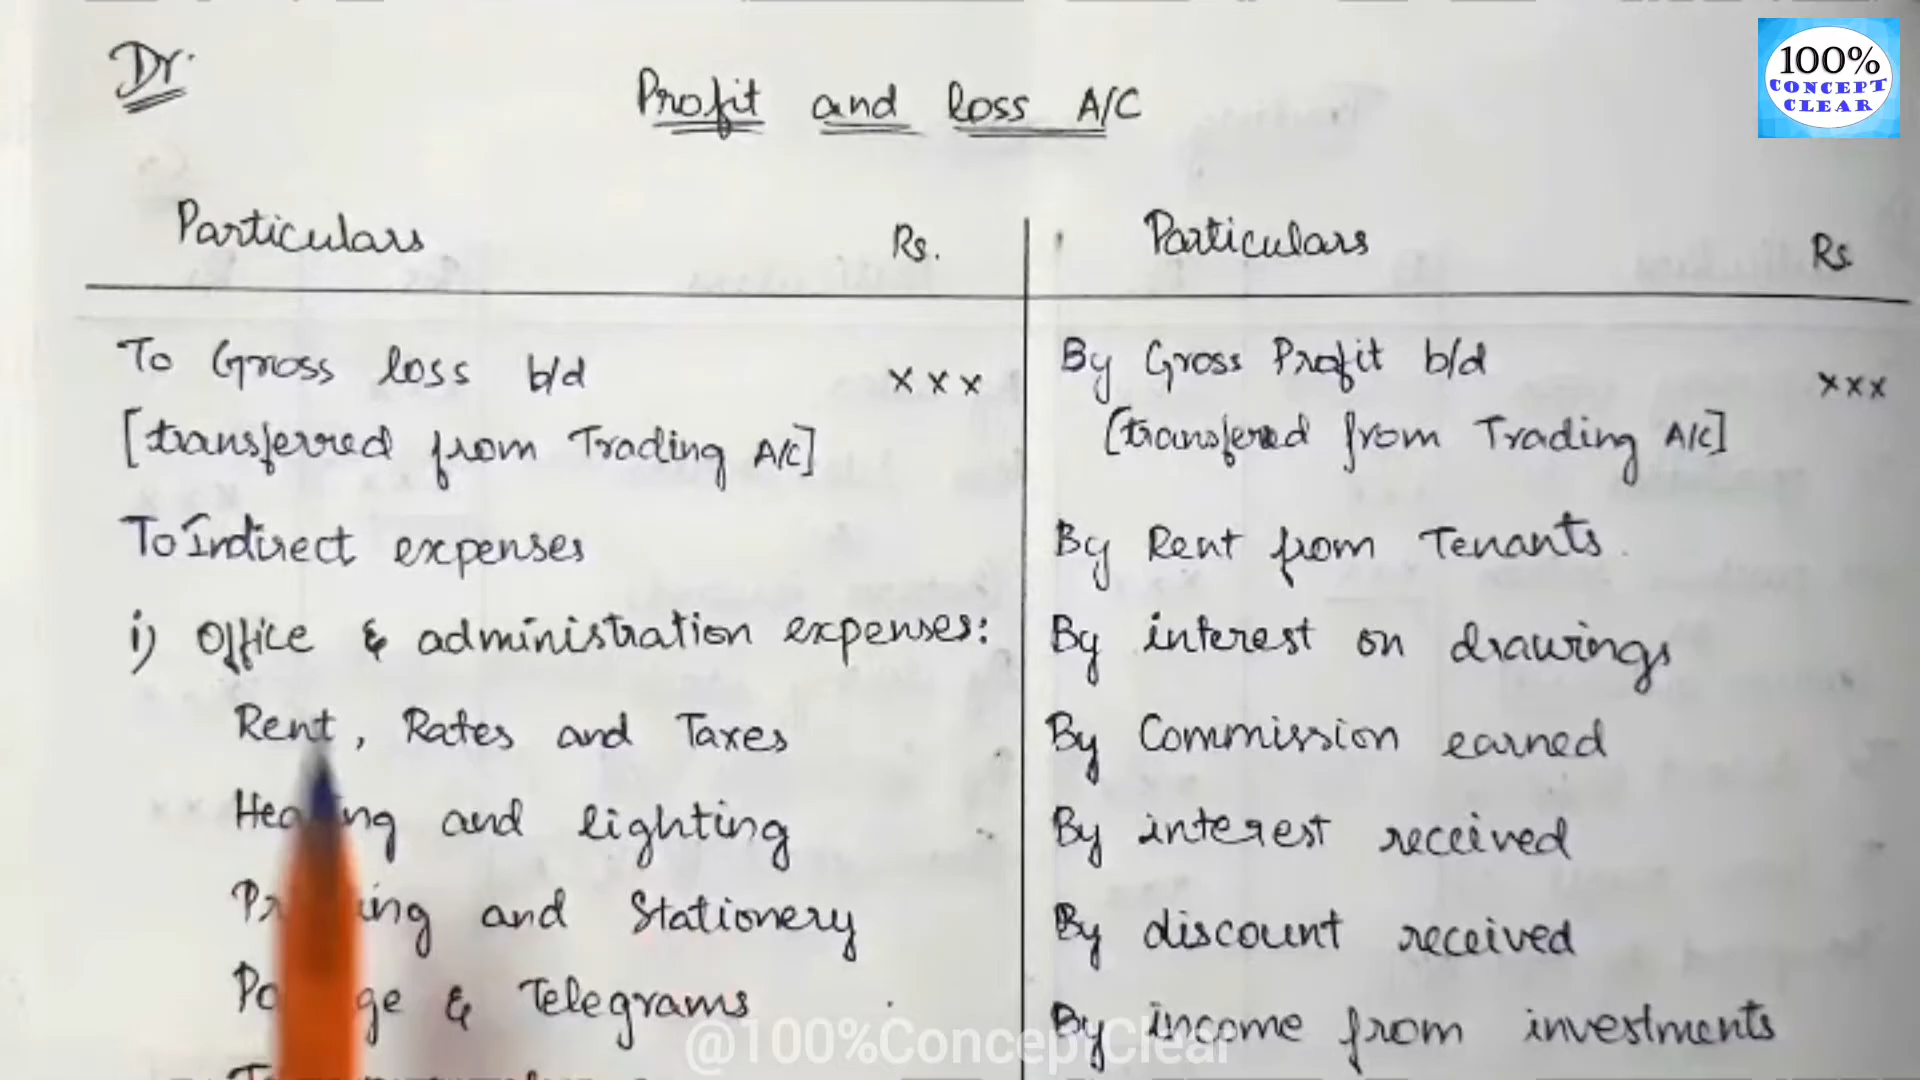 Dr.
Profit and loss A/C
100%
CONCEPT
CLEAR
Particulars Rs.
To Gross loss b/d xxx
[transferred from Trading A/C]
To Indirect expenses
i) Office & administration expenses:
Rent, Rates and Taxes
and lighting
and Stationery
& Telegrams
Particulars Rs
By Gross Profit b/d xxx
[transfered from Trading A/C]
By Rent from Tenants.
By interest on drawings
By Commission earned
By interest received
By discount received
By income from investments
@100%ConceptClear